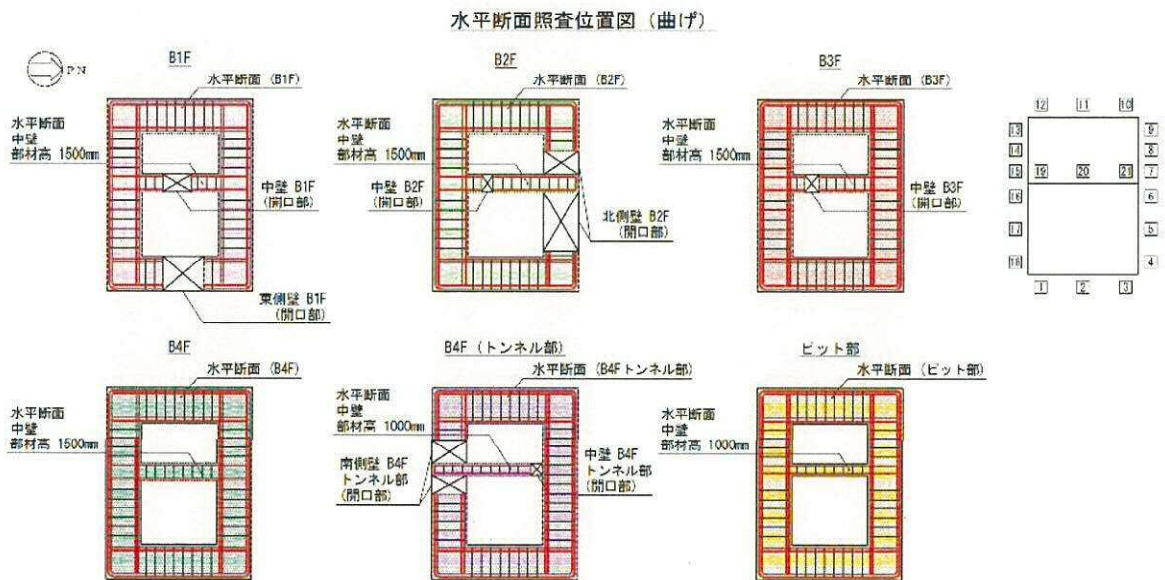 水平断面照査位置図（曲げ）
PN
B1F
水平断面（B1F）
水平断面
中壁
部材高 1500mm
中壁 B1F
（開口部）
東側壁 B1F
（開口部）
B2F
水平断面（B2F）
水平断面
中壁
部材高 1500mm
中壁 B2F
（開口部）
北側壁 B2F
（開口部）
B3F
水平断面（B3F）
水平断面
中壁
部材高 1500mm
中壁 B3F
（開口部）
12 11 10
13 9
14 8
15 19 20 21 7
16 6
17 5
18 4
1 2 3
B4F
水平断面（B4F）
水平断面
中壁
部材高 1500mm
B4F（トンネル部）
水平断面（B4Fトンネル部）
水平断面
中壁
部材高 1000mm
南側壁 B4F
トンネル部
（開口部）
中壁 B4F
トンネル部
（開口部）
ピット部
水平断面（ピット部）
水平断面
中壁
部材高 1000mm